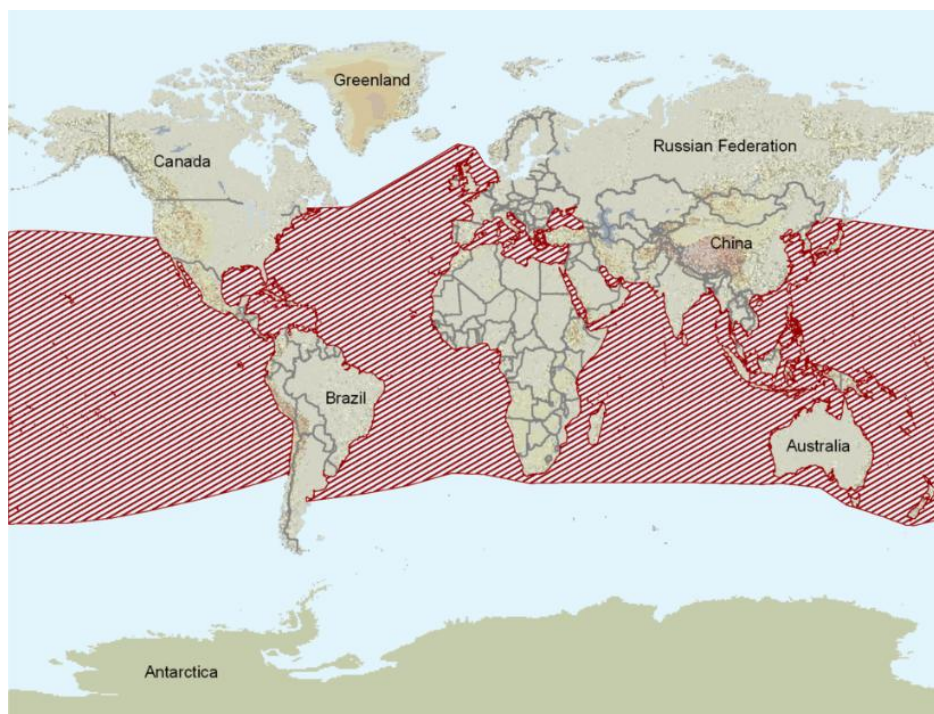 Greenland
Canada
Russian Federation
China
Brazil
Australia
Antarctica